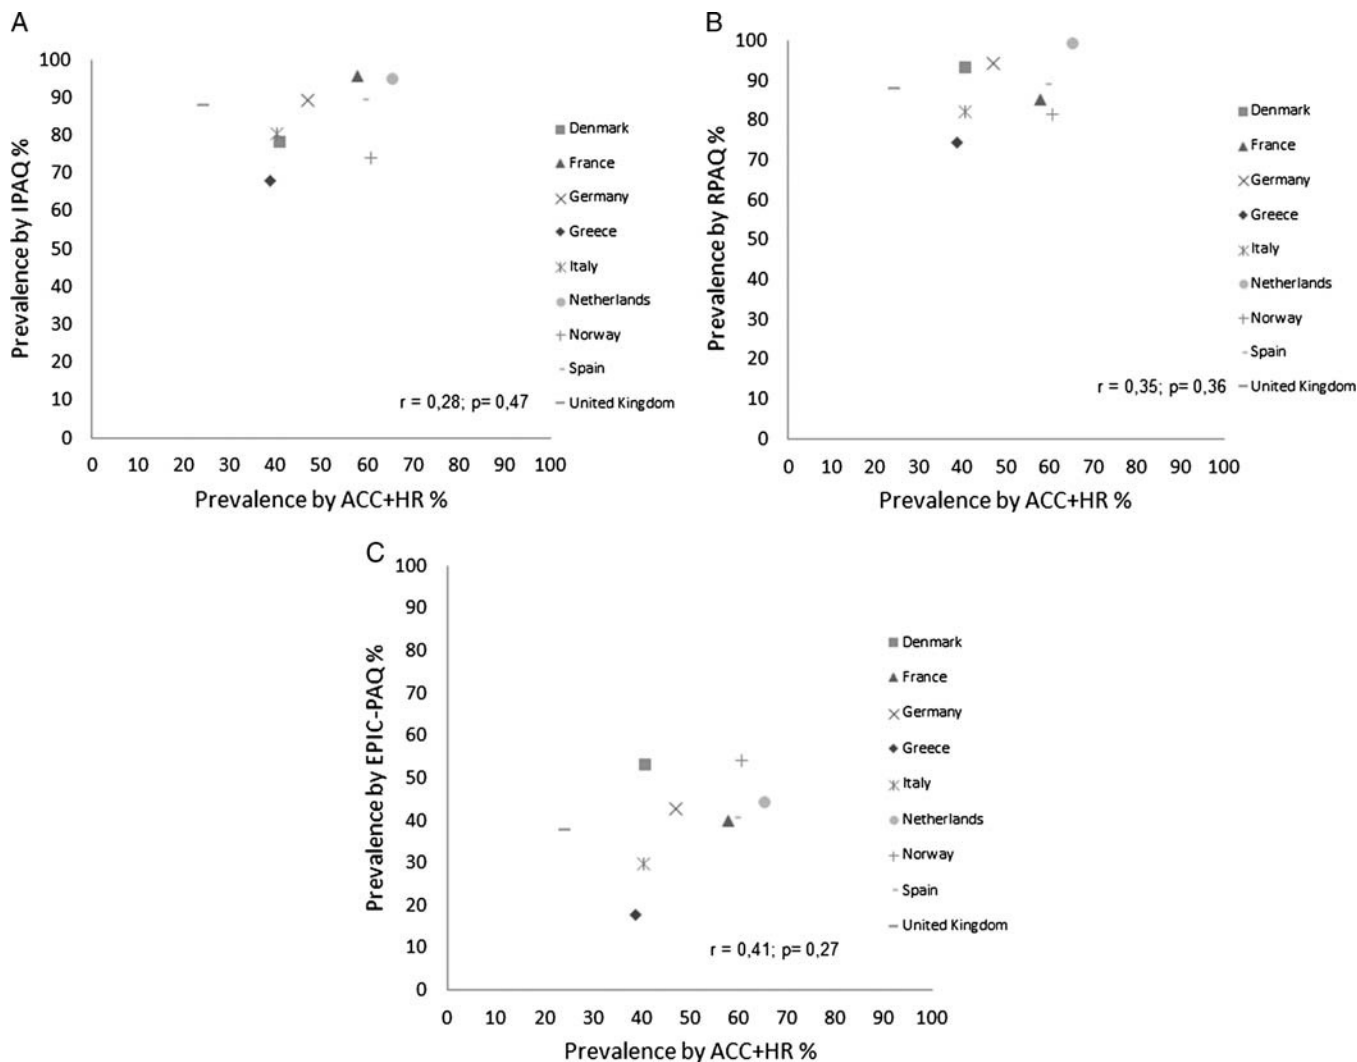 A
Prevalence by IPAQ %
100
90
80
70
60
50
40
30
20
10
0
0 10 20 30 40 50 60 70 80 90 100
Prevalence by ACC+HR %
r = 0,28; p= 0,47
Denmark
France
Germany
Greece
Italy
Netherlands
Norway
Spain
United Kingdom
B
Prevalence by RPAQ %
100
90
80
70
60
50
40
30
20
10
0
0 10 20 30 40 50 60 70 80 90 100
Prevalence by ACC+HR %
r = 0,35; p= 0,36
Denmark
France
Germany
Greece
Italy
Netherlands
Norway
Spain
United Kingdom
C
Prevalence by EPIC-PAQ %
100
90
80
70
60
50
40
30
20
10
0
0 10 20 30 40 50 60 70 80 90 100
Prevalence by ACC+HR %
r = 0,41; p= 0,27
Denmark
France
Germany
Greece
Italy
Netherlands
Norway
Spain
United Kingdom